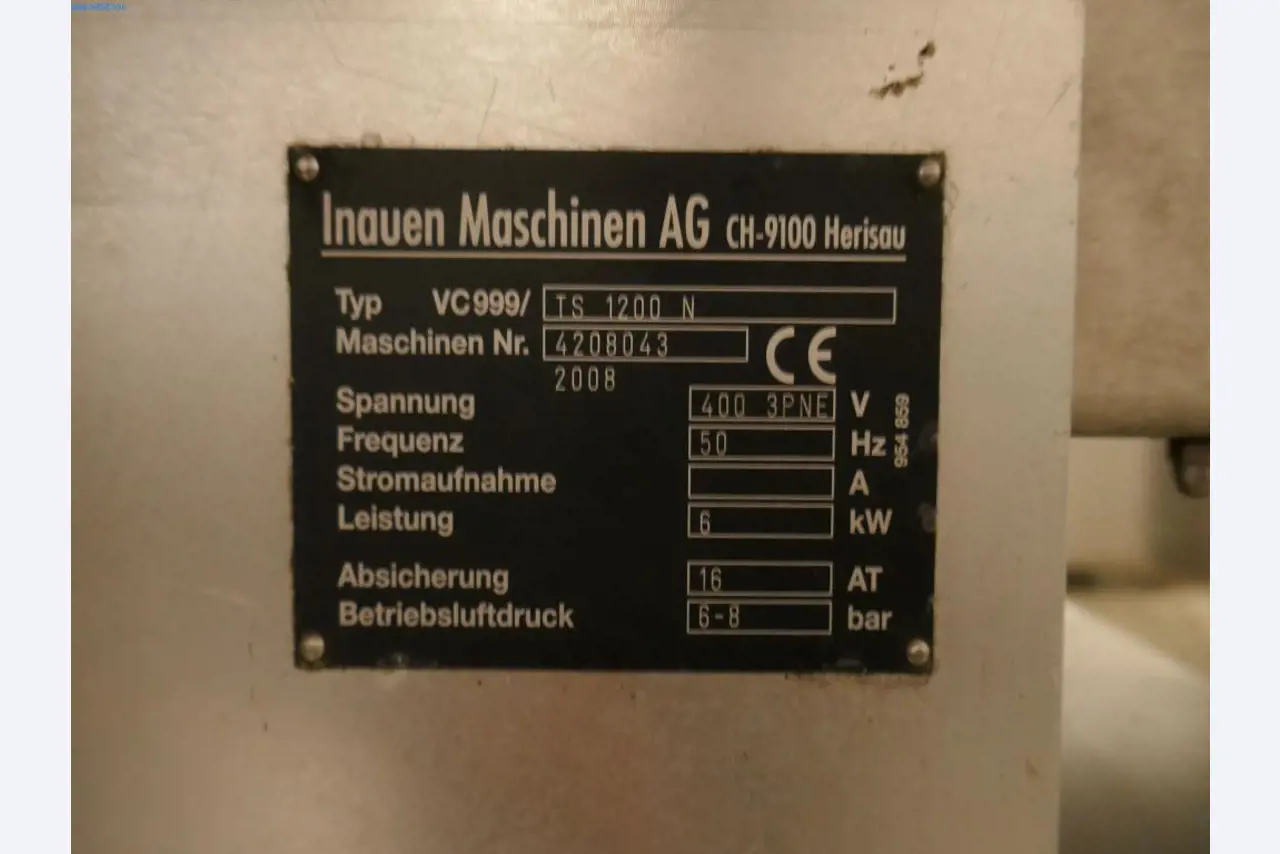 Inauen Maschinen AG CH-9100 Herisau
Typ VC999/ TS 1200 N
Maschinen Nr. 4208043
CE
2008
Spannung 400 3PNE V
Frequenz 50 Hz
954 859
Stromaufnahme A
Leistung 6 kW
Absicherung 16 AT
Betriebsluftdruck 6-8 bar